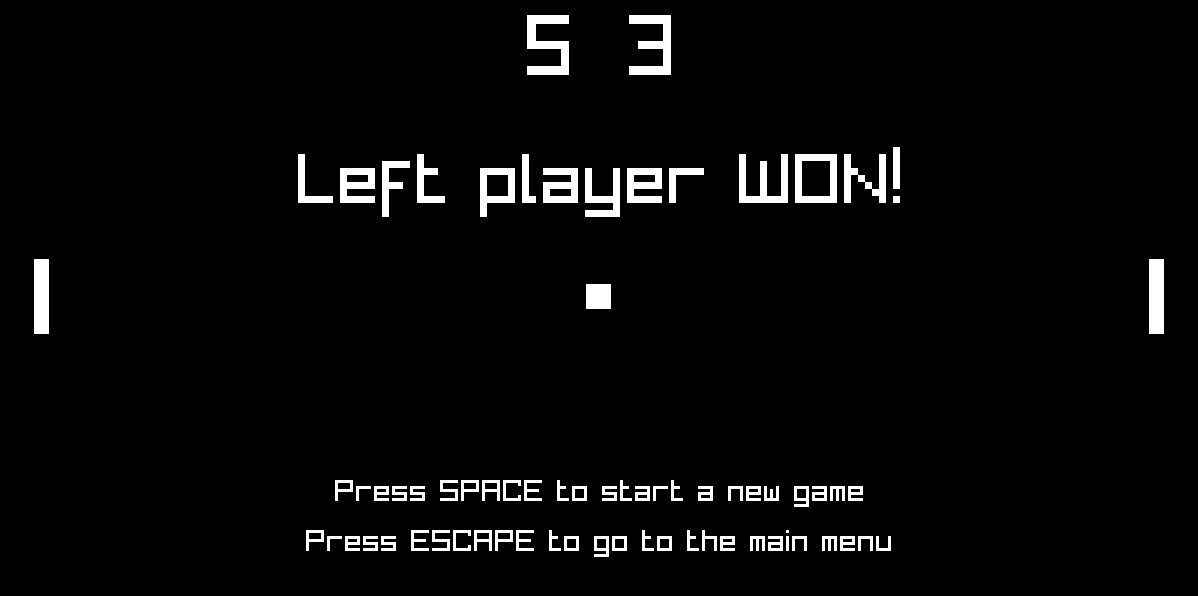 5 3
Left player WON!
Press SPACE to start a new game
Press ESCAPE to go to the main menu